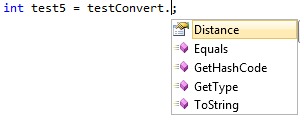 int test5 = testConvert.;
Distance
Equals
GetHashCode
GetType
ToString